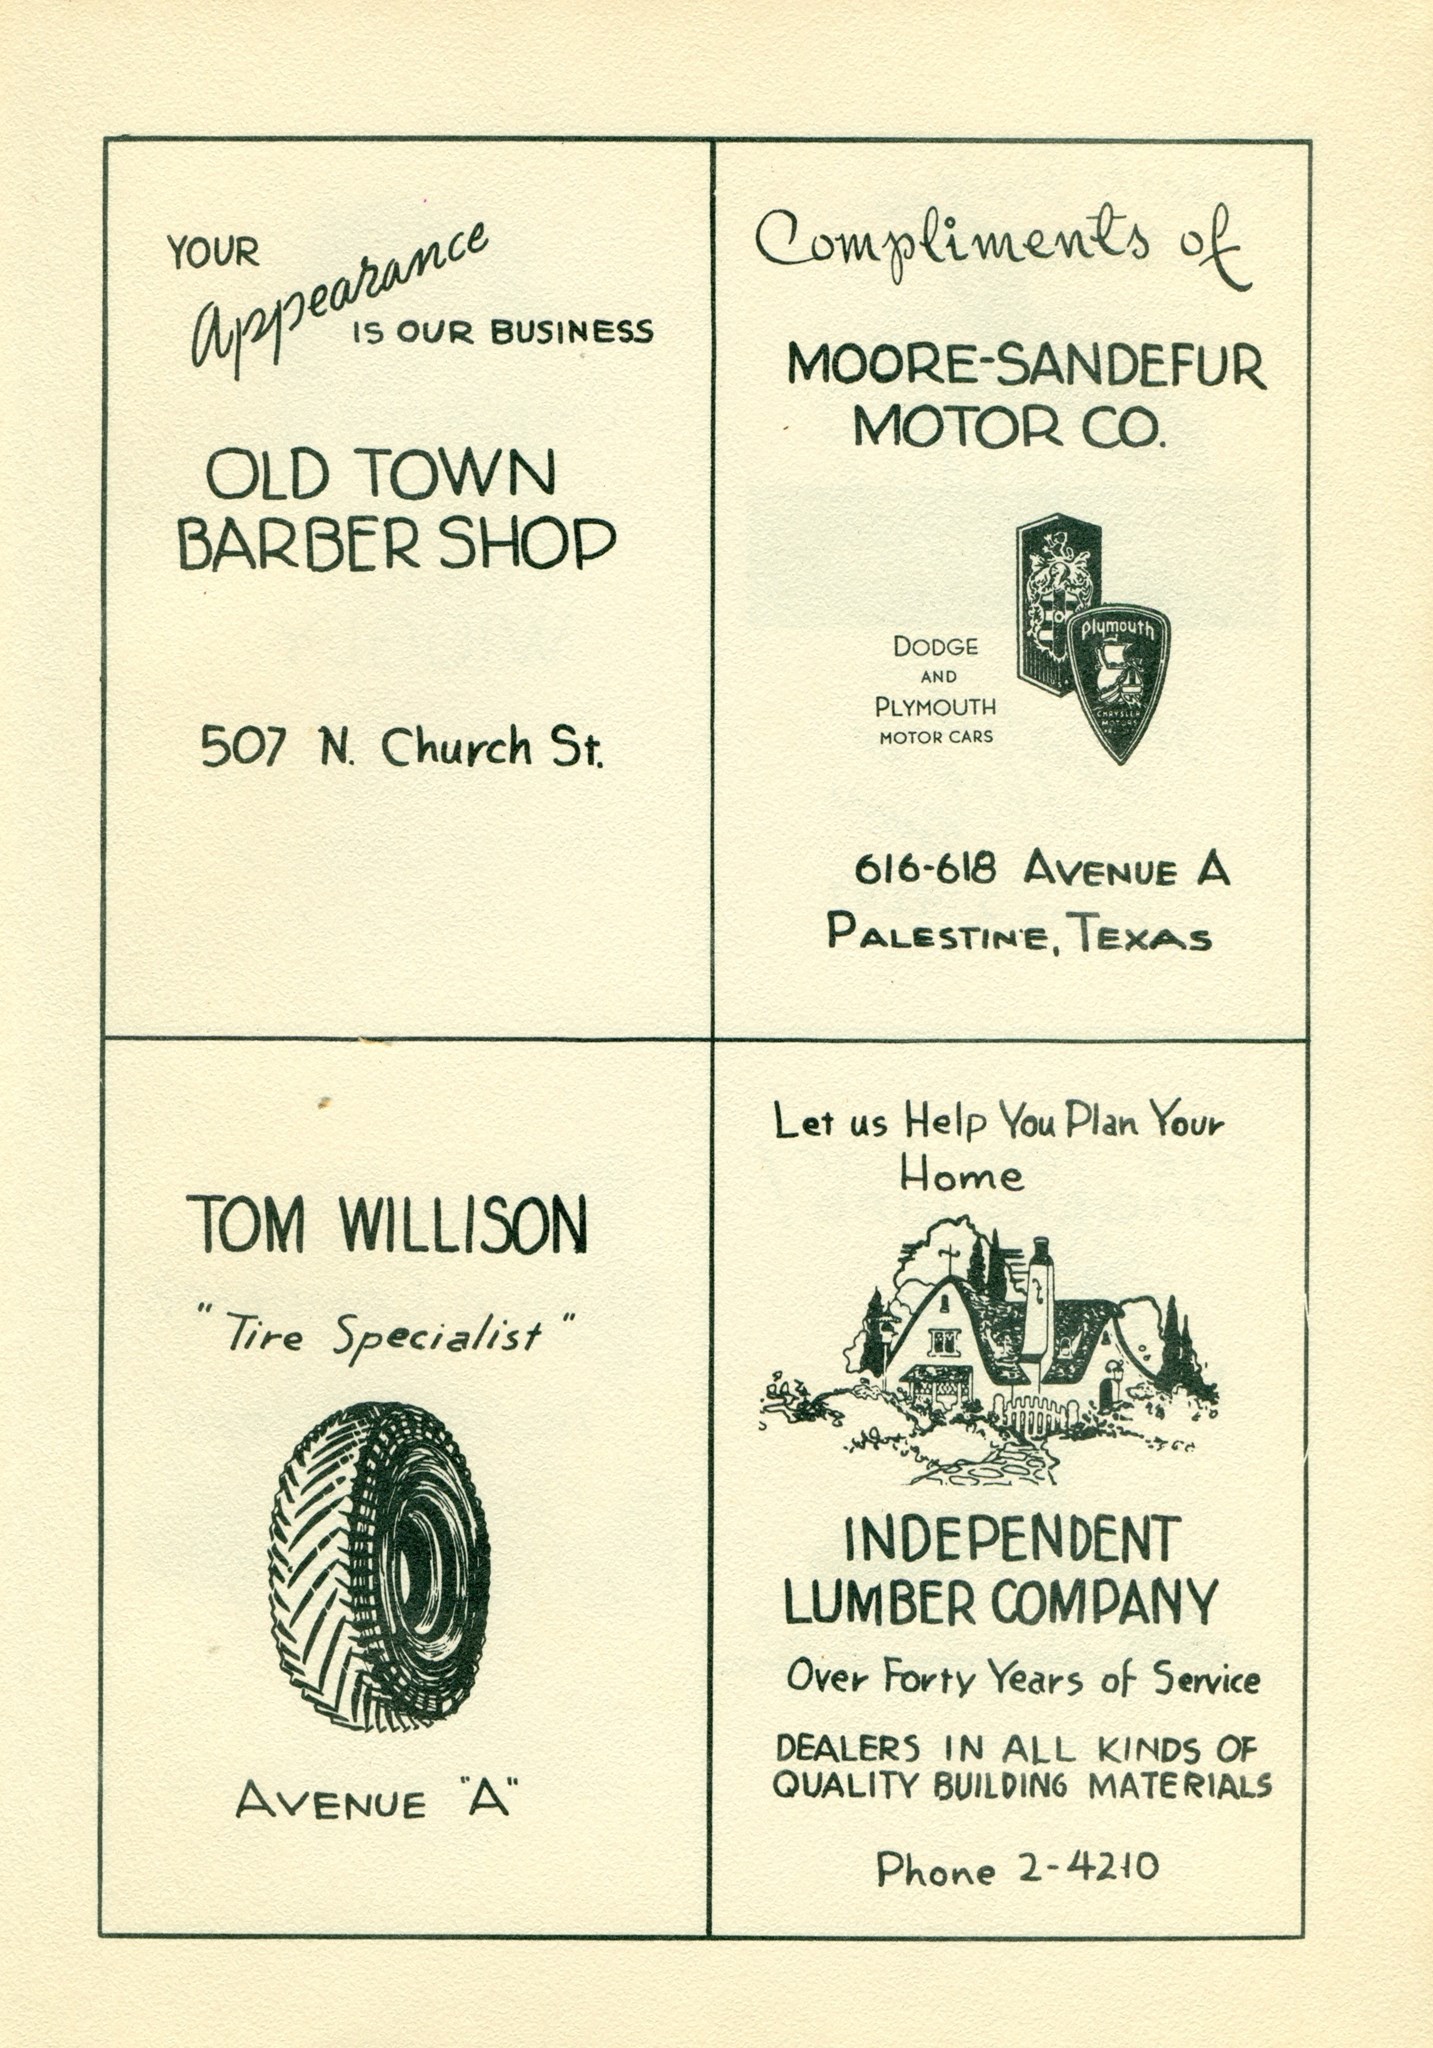 YOUR
Appearance
IS OUR BUSINESS
OLD TOWN
BARBER SHOP
507 N. Church St.
Compliments of
MOORE-SANDEFUR
MOTOR CO.
DODGE
AND
PLYMOUTH
MOTOR CARS
Plymouth
CHRYSLER
MOTORS
616-618 AVENUE A
PALESTINE, TEXAS
TOM WILLISON
"Tire Specialist"
AVENUE "A"
Let us Help You Plan Your
Home
INDEPENDENT
LUMBER COMPANY
Over Forty Years of Service
DEALERS IN ALL KINDS OF
QUALITY BUILDING MATERIALS
Phone 2-4210